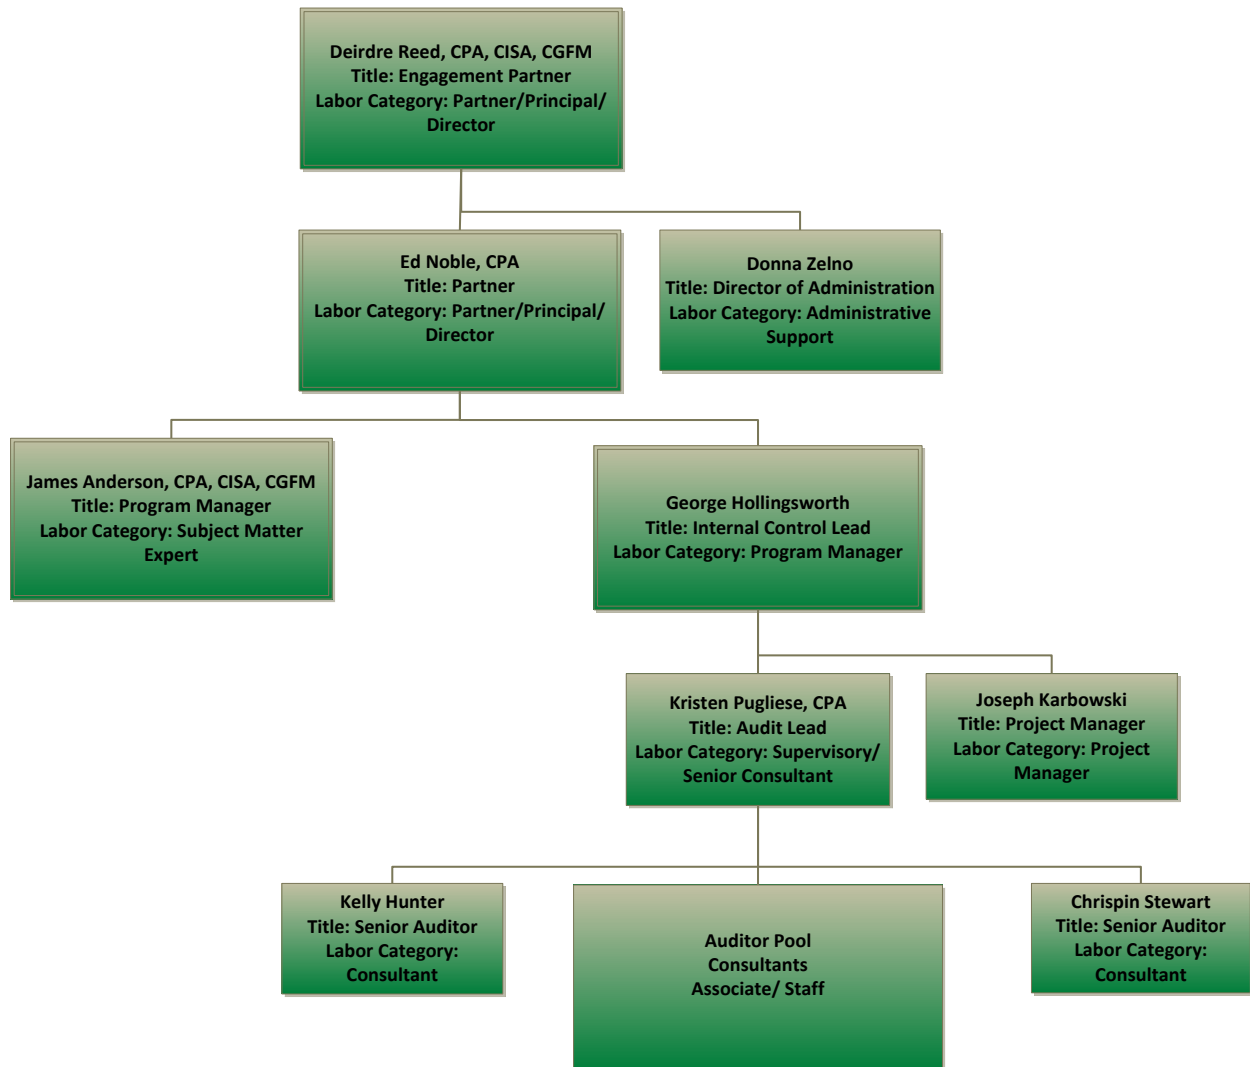 Deirdre Reed, CPA, CISA, CGFM
Title: Engagement Partner
Labor Category: Partner/Principal/
Director
Ed Noble, CPA
Title: Partner
Labor Category: Partner/Principal/
Director
Donna Zelno
Title: Director of Administration
Labor Category: Administrative
Support
James Anderson, CPA, CISA, CGFM
Title: Program Manager
Labor Category: Subject Matter
Expert
George Hollingsworth
Title: Internal Control Lead
Labor Category: Program Manager
Kristen Pugliese, CPA
Title: Audit Lead
Labor Category: Supervisory/
Senior Consultant
Joseph Karbowski
Title: Project Manager
Labor Category: Project
Manager
Kelly Hunter
Title: Senior Auditor
Labor Category:
Consultant
Auditor Pool
Consultants
Associate/ Staff
Chrispin Stewart
Title: Senior Auditor
Labor Category:
Consultant